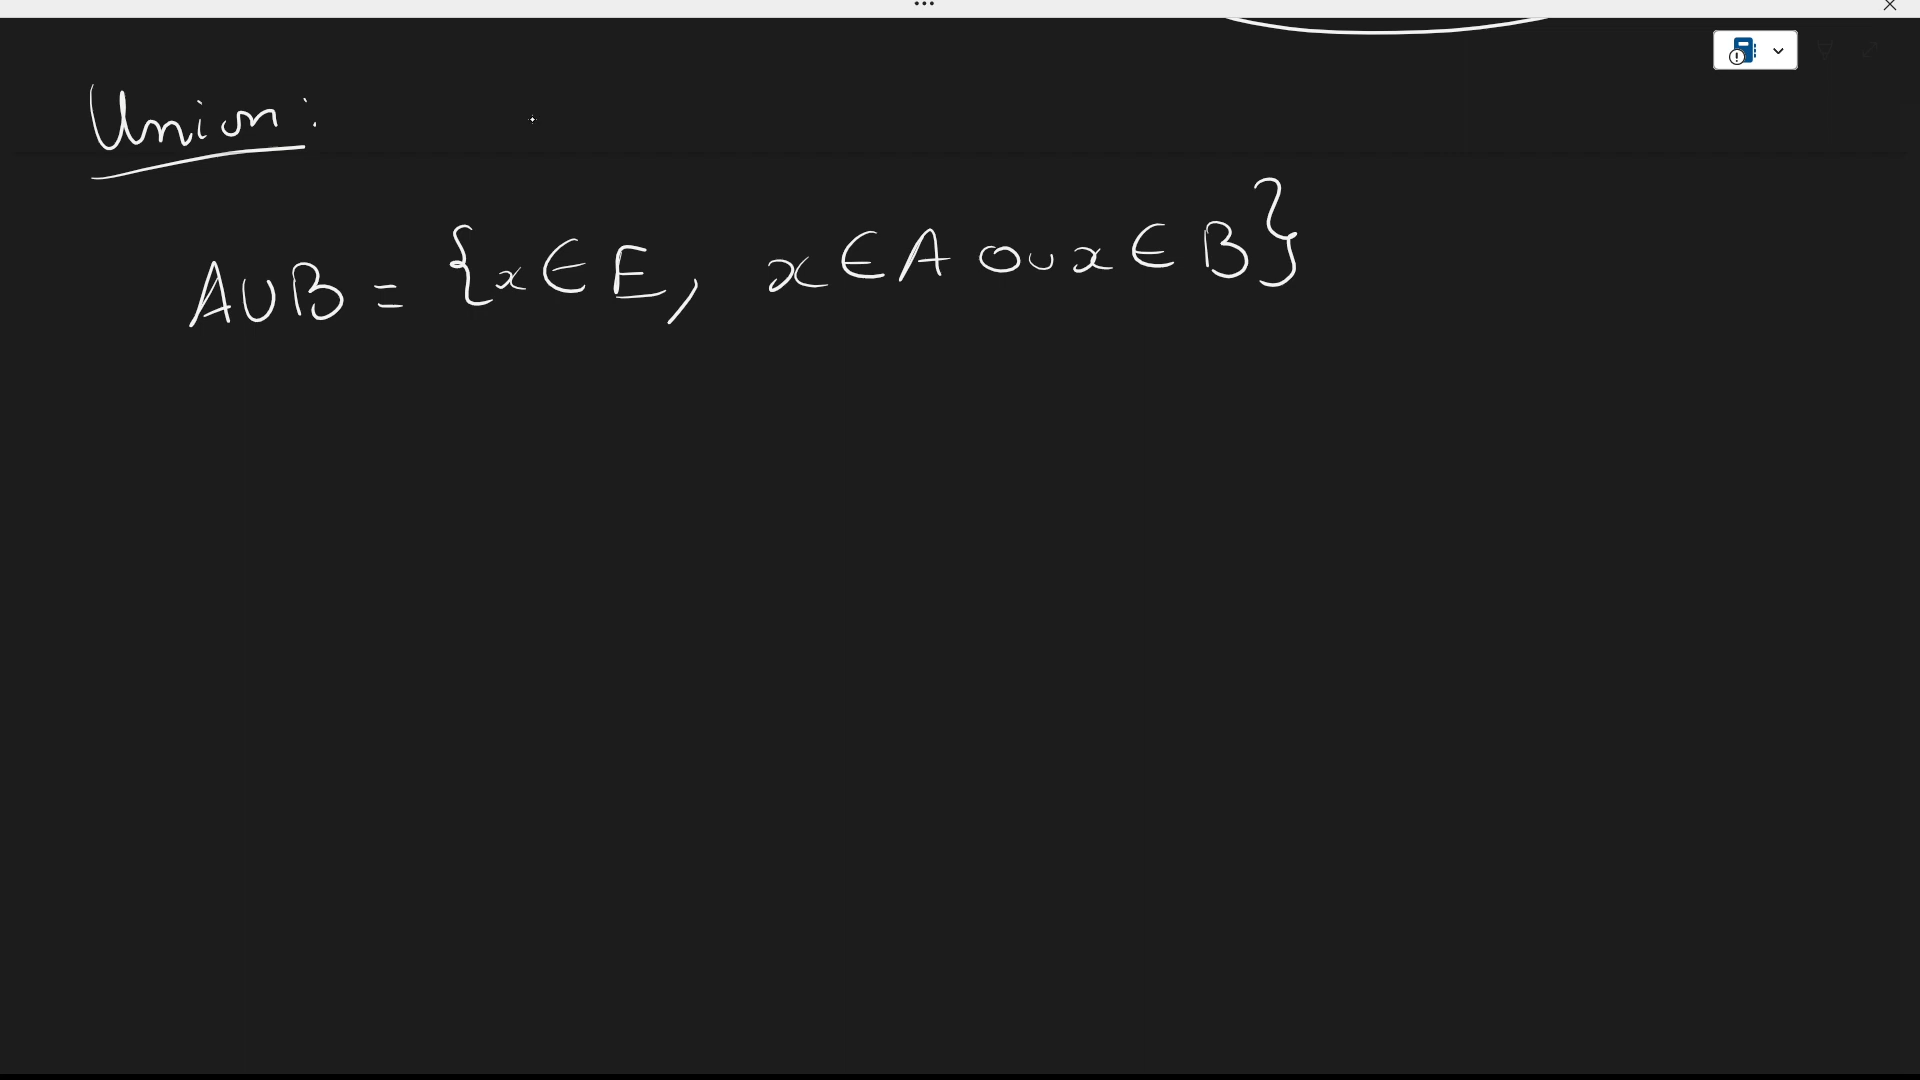 Union :
A∪B = {x ∈ E, x ∈ A ou x ∈ B}